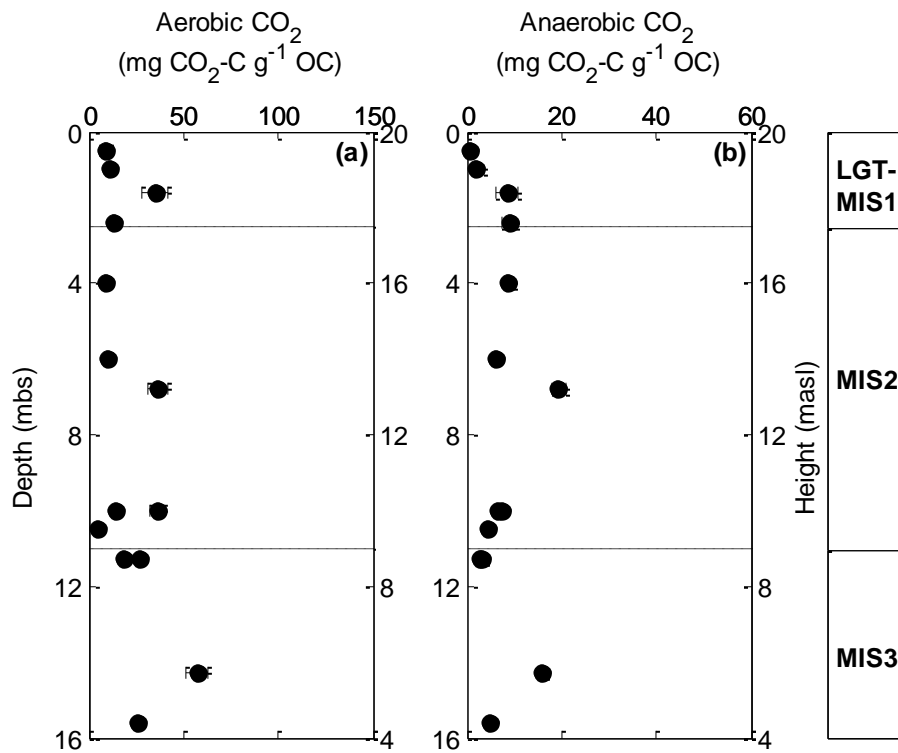 Aerobic CO2
(mg CO2-C g-1 OC)
Anaerobic CO2
(mg CO2-C g-1 OC)
0 50 100 150
0 20 40 60
0 (a) 20
0 (b) 20
LGT-
MIS1
4 16
4 16
MIS2
Depth (mbs)
Height (masl)
8 12
8 12
12 8
12 8
MIS3
16 4
16 4